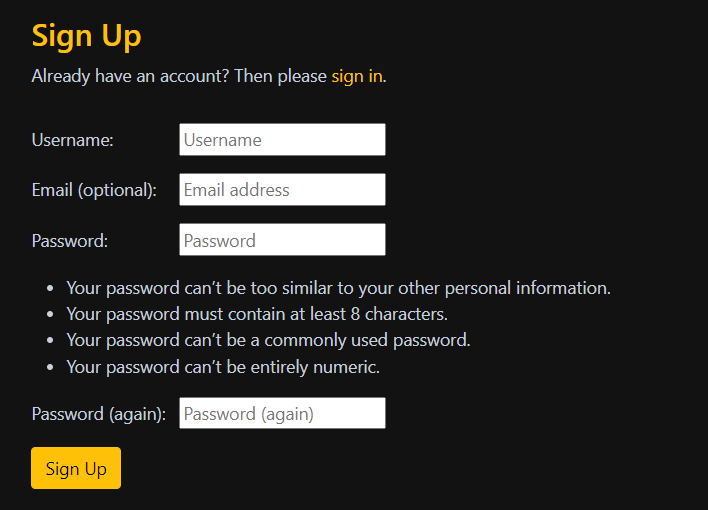 Sign Up
Already have an account? Then please sign in.
Username: Username
Email (optional): Email address
Password: Password
• Your password can’t be too similar to your other personal information.
• Your password must contain at least 8 characters.
• Your password can’t be a commonly used password.
• Your password can’t be entirely numeric.
Password (again): Password (again)
Sign Up